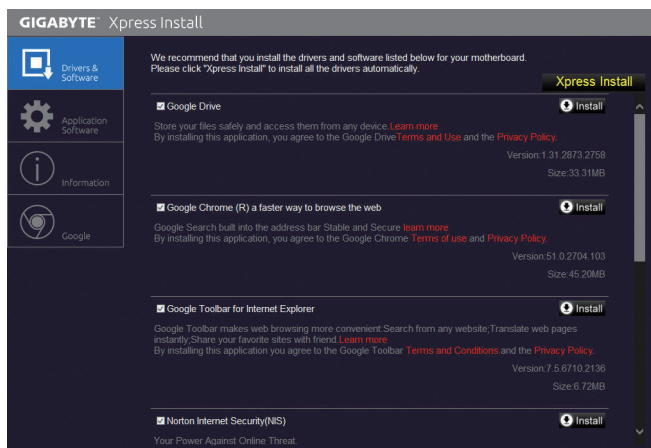 GIGABYTE™ Xpress Install
Drivers &
Software
Application
Software
Information
Google
We recommend that you install the drivers and software listed below for your motherboard.
Please click "Xpress Install" to install all the drivers automatically.
Xpress Install
Google Drive
Install
Store your files safely and access them from any device.Learn more
By installing this application, you agree to the Google DriveTerms and Use and the Privacy Policy.
Version:1.31.2873.2758
Size:33.31MB
Google Chrome (R) a faster way to browse the web
Install
Google Search built into the address bar Stable and Secure learn more
By installing this application, you agree to the Google Chrome Terms of use and Privacy Policy.
Version:51.0.2704.103
Size:45.20MB
Google Toolbar for Internet Explorer
Install
Google Toolbar makes web browsing more convenient.Search from any website;Translate web pages
instantly;Share your favorite sites with friend.Learn more
By installing this application you agree to the Google Toolbar Terms and Conditions and the Privacy Policy.
Version:7.5.6710.2136
Size:6.72MB
Norton Internet Security(NIS)
Install
Your Power Against Online Threat.